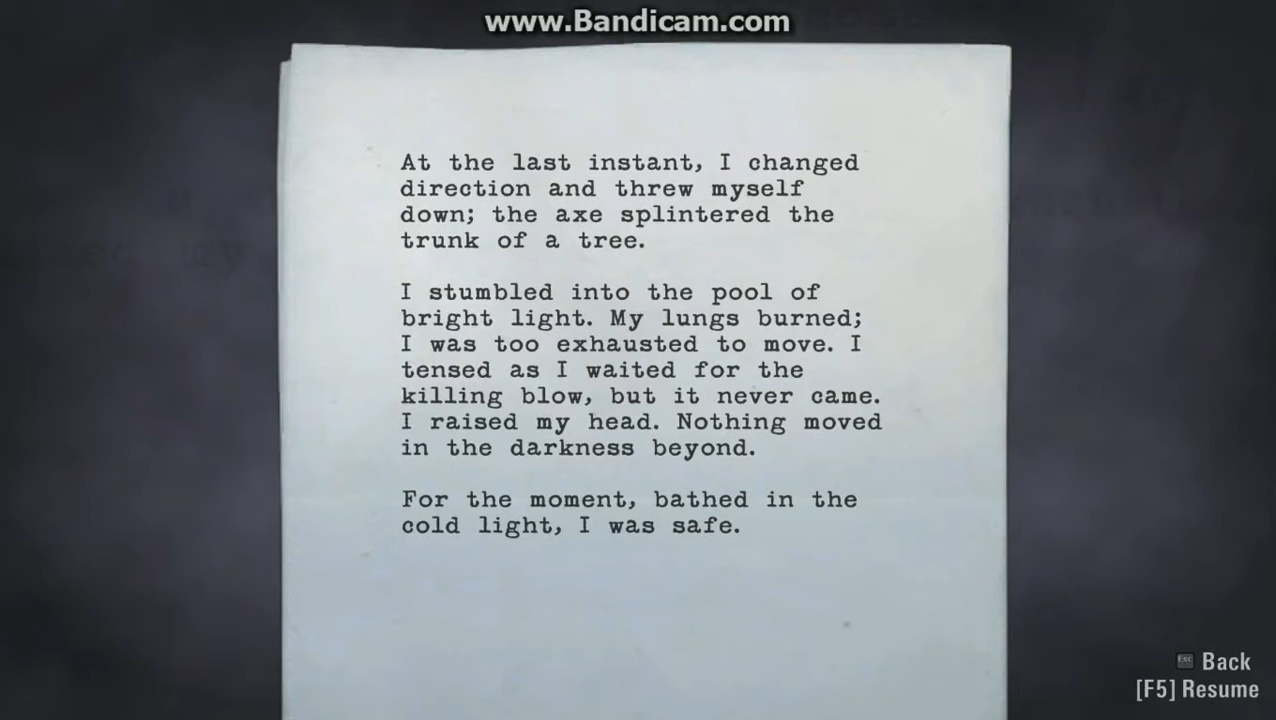 www.Bandicam.com
At the last instant, I changed
direction and threw myself
down; the axe splintered the
trunk of a tree.
I stumbled into the pool of
bright light. My lungs burned;
I was too exhausted to move. I
tensed as I waited for the
killing blow, but it never came.
I raised my head. Nothing moved
in the darkness beyond.
For the moment, bathed in the
cold light, I was safe.
Esc Back
[F5] Resume